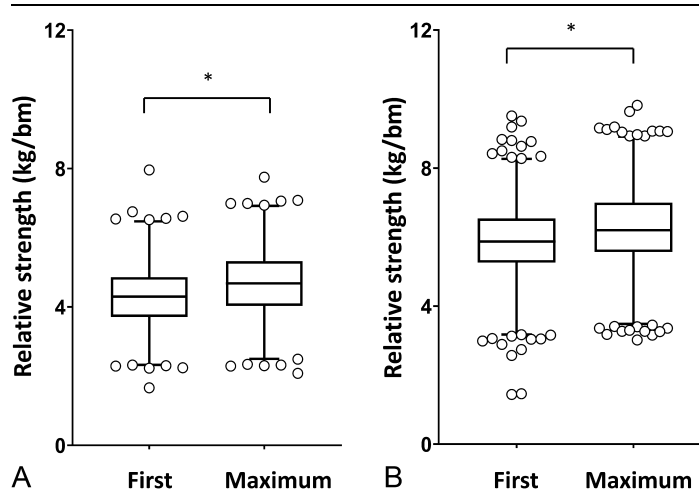 12
*
8
4
0
Relative strength (kg/bm)
A
First Maximum
12
*
8
4
0
Relative strength (kg/bm)
B
First Maximum